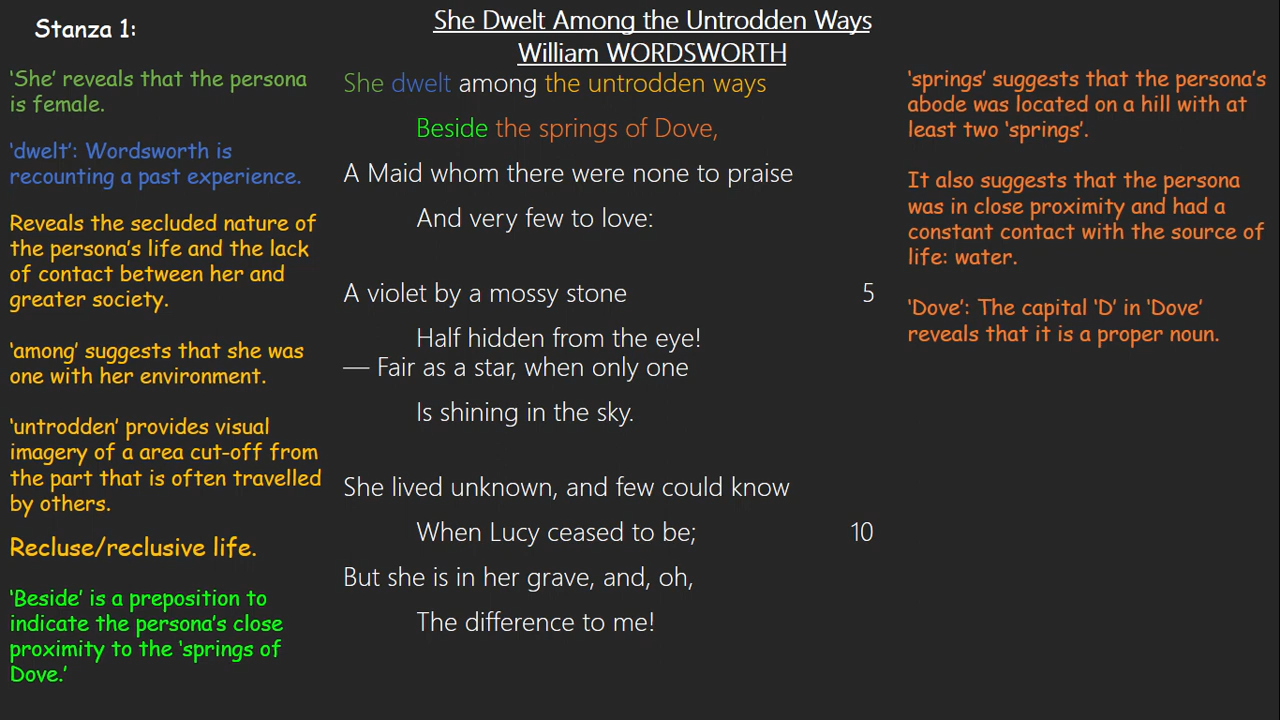 Stanza 1:
She Dwelt Among the Untrodden Ways
William WORDSWORTH
'She' reveals that the persona
is female.
'dwelt': Wordsworth is
recounting a past experience.
Reveals the secluded nature of
the persona's life and the lack
of contact between her and
greater society.
'among' suggests that she was
one with her environment.
'untrodden' provides visual
imagery of a area cut-off from
the part that is often travelled
by others.
Recluse/reclusive life.
'Beside' is a preposition to
indicate the persona's close
proximity to the 'springs of
Dove.'
She dwelt among the untrodden ways
Beside the springs of Dove,
A Maid whom there were none to praise
And very few to love:
A violet by a mossy stone 5
Half hidden from the eye!
— Fair as a star, when only one
Is shining in the sky.
She lived unknown, and few could know
When Lucy ceased to be; 10
But she is in her grave, and, oh,
The difference to me!
'springs' suggests that the persona's
abode was located on a hill with at
least two 'springs'.
It also suggests that the persona
was in close proximity and had a
constant contact with the source of
life: water.
'Dove': The capital 'D' in 'Dove'
reveals that it is a proper noun.